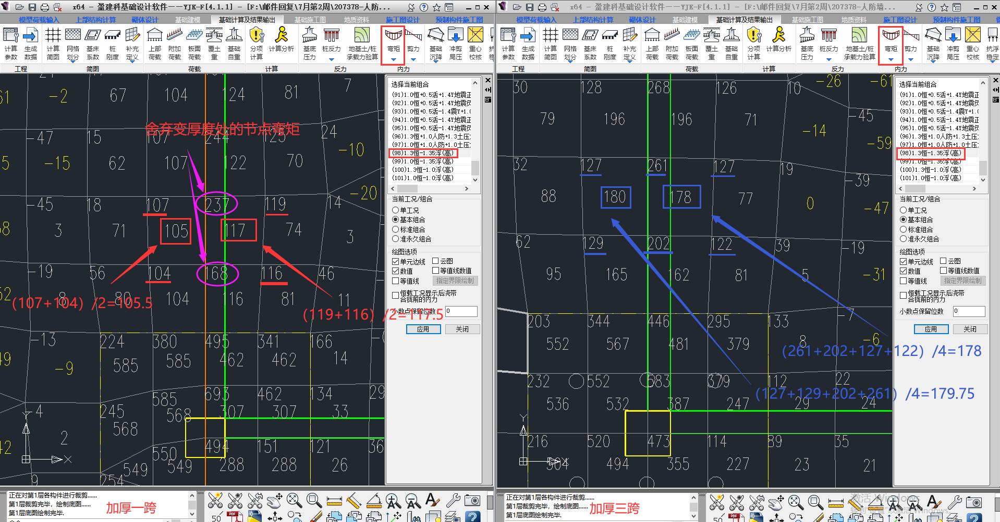 x64 - 盈建科基础设计软件---YJK-F[4.1.1] - [F:\邮件回复\7月第2周\207378-人防...
模型荷载输入 上部结构计算 砌体设计 基础建模 基础计算及结果输出 基础施工图 地质资料 施工图设计 预制构件施工图
计算参数 生成数据 计算简图 网格划分 基床系数 桩刚度 补充定义 上部荷载 附加荷载 板面荷载 覆土重 基础自重 分项计算 计算分析 基底压力 桩反力 地基土/桩承载力验算 弯矩 剪力 基础沉降 冲剪局压 重心校核
工程 简图 荷载 计算 反力 内力
-2 67 104 124 81 7
舍弃变厚度处的节点弯矩
-47 15 107 244 125 24
-10
-15 62 107 122 70
-20
-45 18 107 237 119 14
3 71 105 117 74 3
-19 56 104 168 116 46
8 80 104 116 81 11
(107+104) /2=105.5
(119+116) /2=117.5
-13 224 380 495 341 166
-9 585 585 462 462 14
585 693 462 134 29
-4 245 568 307 307 33
2 568
550 494 151 121 36
549 549 288 288 26
9 254
Y
X
选择当前组合
(91)1.0恒+0.5活+1.4Y地震正
(92)1.0恒+0.5活+1.4Y地震负
(93)1.0恒+0.5活-1.4震Y+1.0
(94)1.0恒+0.5活-1.4Y地震正
(95)1.0恒+0.5活-1.4Y地震负
(96)1.3恒+1.0人防+1.3土压
(97)1.0恒+1.0人防+1.0土压
(98)1.3恒-1.35浮(高)
(99)1.0恒-1.35浮(高)
(100)1.3恒-1.0浮(高)
(101)1.0恒-1.0浮(高)
当前工况/组合
单工况
基本组合
标准组合
准永久组合
绘图选项
单元边线 云图
数值 等值线数值
等值线 指定界限绘制
恒载工况显示后浇带
合拢前的内力
小数点保留位数 0
应用 关闭
正在对第1层各构件进行裁剪......
第1层裁剪完毕, 绘制底图......
第1层底图绘制完毕.
加厚一跨
x64 - 盈建科基础设计软件---YJK-F[4.1.1] - [F:\邮件回复\7月第2周\207378-人防墙...
模型荷载输入 上部结构计算 砌体设计 基础建模 基础计算及结果输出 基础施工图 地质资料 施工图设计 预制构件施工图
计算参数 生成数据 计算简图 网格划分 基床系数 桩刚度 补充定义 上部荷载 附加荷载 板面荷载 覆土重 基础自重 分项计算 计算分析 基底压力 桩反力 地基土/桩承载力验算 弯矩 剪力 基础沉降 冲剪局压 重心校核 抗浮稳定
工程 简图 荷载 计算 反力 内力
30 128 268 126 10 -26
79 196 196 71 -14 -45
-59
32 127 261 127 19 -39
88 180 178 77 0 -47
62 129 202 122 39 -19
95 165 162 81 5 -31
203 344 446 295 133 -7
552 567 481 379 8 -6
(261+202+127+122) /4=178
232 552 583 379 112 22
(127+129+202+261) /4=179.75
536 532 387 247 29 24
216 520 473 114 89 35
504 494 355 227 23 21
Y
X
选择当前组合
(91)1.0恒+0.5活+1.4Y地震正
(92)1.0恒+0.5活+1.4Y地震负
(93)1.0恒+0.5活-1.4震Y+1.0
(94)1.0恒+0.5活-1.4Y地震正
(95)1.0恒+0.5活-1.4Y地震负
(96)1.3恒+1.0人防+1.3土压
(97)1.0恒+1.0人防+1.0土压
(98)1.3恒-1.35浮(高)
(99)1.0恒-1.35浮(高)
(100)1.3恒-1.0浮(高)
(101)1.0恒-1.0浮(高)
当前工况/组合
单工况
基本组合
标准组合
准永久组合
绘图选项
单元边线 云图
数值 等值线数值
等值线 指定界限绘制
恒载工况显示后浇带
合拢前的内力
小数点保留位数 0
应用 关闭
正在对第1层各构件进行裁剪......
第1层裁剪完毕, 绘制底图......
第1层底图绘制完毕.
加厚三跨
激活 Windows